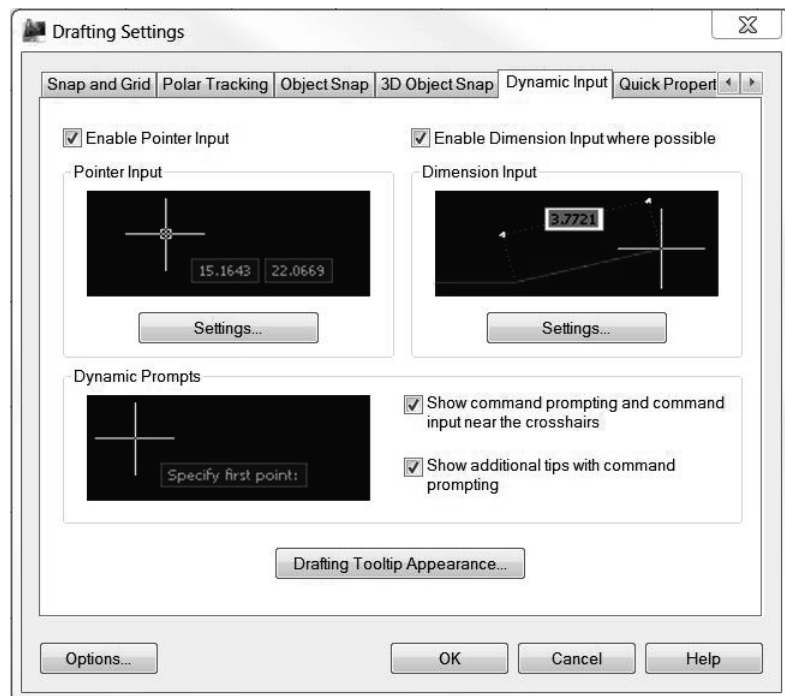 Drafting Settings
Snap and Grid
Polar Tracking
Object Snap
3D Object Snap
Dynamic Input
Quick Propert
Enable Pointer Input
Enable Dimension Input where possible
Pointer Input
15.1643 22.0669
Settings...
Dimension Input
3.7721
Settings...
Dynamic Prompts
Specify first point:
Show command prompting and command
input near the crosshairs
Show additional tips with command
prompting
Drafting Tooltip Appearance...
Options...
OK
Cancel
Help